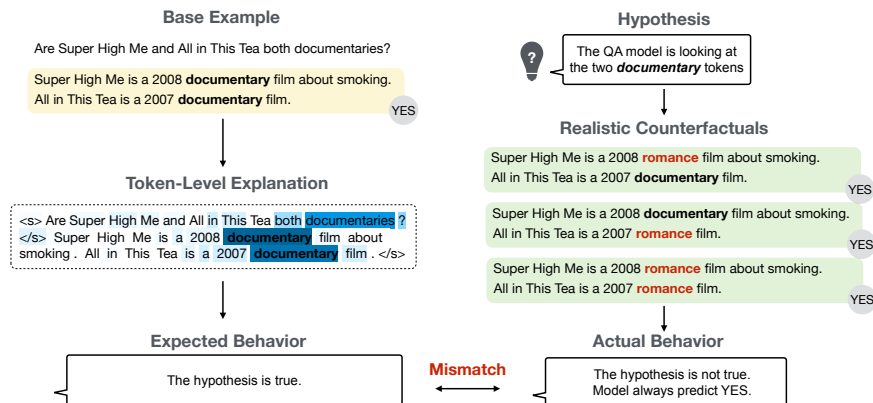 Base Example
Are Super High Me and All in This Tea both documentaries?
Super High Me is a 2008 documentary film about smoking.
All in This Tea is a 2007 documentary film.
YES
Token-Level Explanation
<s> Are Super High Me and All in This Tea both documentaries ?
</s> Super High Me is a 2008 documentary film about
smoking . All in This Tea is a 2007 documentary film . </s>
Expected Behavior
The hypothesis is true.
Mismatch
Hypothesis
?
The QA model is looking at
the two documentary tokens
Realistic Counterfactuals
Super High Me is a 2008 romance film about smoking.
All in This Tea is a 2007 documentary film.
YES
Super High Me is a 2008 documentary film about smoking.
All in This Tea is a 2007 romance film.
YES
Super High Me is a 2008 romance film about smoking.
All in This Tea is a 2007 romance film.
YES
Actual Behavior
The hypothesis is not true.
Model always predict YES.